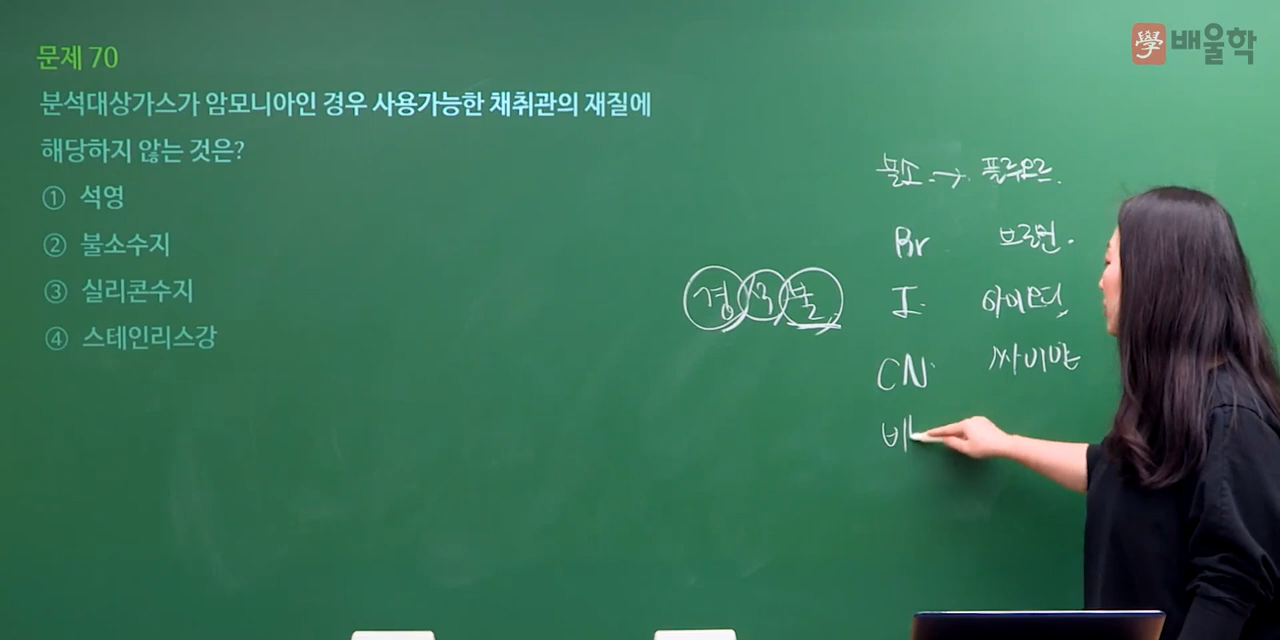 學 배울학
문제 70
분석대상가스가 암모니아인 경우 사용가능한 채취관의 재질에
해당하지 않는 것은?
① 석영
② 불소수지
③ 실리콘수지
④ 스테인리스강
경 석 불
불소 → 플루오르
Br 브로민.
I 아이오딘
CN 싸이안
비